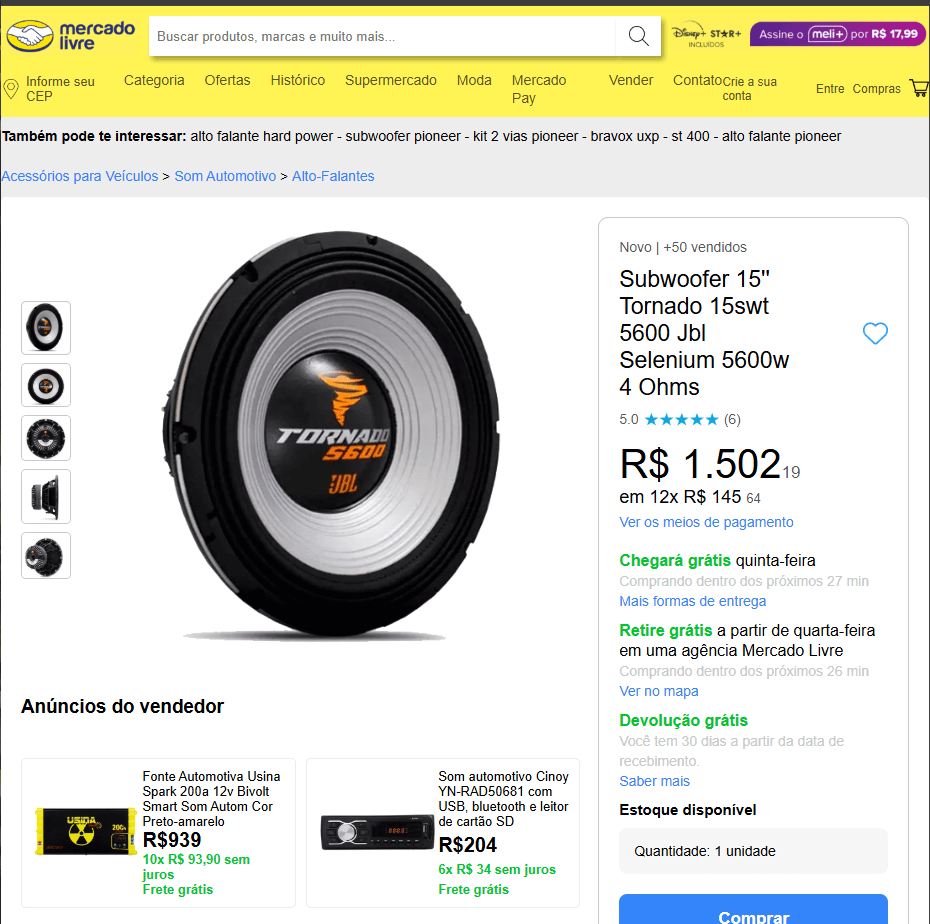 mercado
livre
Buscar produtos, marcas e muito mais...
Disney+ STAR+
INCLUÍDOS
Assine o meli+ por R$ 17,99
Informe seu
CEP
Categoria Ofertas Histórico Supermercado Moda Mercado
Pay
Vender Contato
Crie a sua
conta
Entre Compras
Também pode te interessar: alto falante hard power - subwoofer pioneer - kit 2 vias pioneer - bravox uxp - st 400 - alto falante pioneer
Acessórios para Veículos > Som Automotivo > Alto-Falantes
TORNADO
5600
JBL
Novo | +50 vendidos
Subwoofer 15''
Tornado 15swt
5600 Jbl
Selenium 5600w
4 Ohms
5.0 ★★★★★ (6)
R$ 1.502 19
em 12x R$ 145 64
Ver os meios de pagamento
Chegará grátis quinta-feira
Comprando dentro dos próximos 27 min
Mais formas de entrega
Retire grátis a partir de quarta-feira
em uma agência Mercado Livre
Comprando dentro dos próximos 26 min
Ver no mapa
Devolução grátis
Você tem 30 dias a partir da data de
recebimento.
Saber mais
Estoque disponível
Quantidade: 1 unidade
Comprar
Anúncios do vendedor
USINA
200A
Fonte Automotiva Usina
Spark 200a 12v Bivolt
Smart Som Autom Cor
Preto-amarelo
R$939
10x R$ 93,90 sem
juros
Frete grátis
Som automotivo Cinoy
YN-RAD50681 com
USB, bluetooth e leitor
de cartão SD
R$204
6x R$ 34 sem juros
Frete grátis